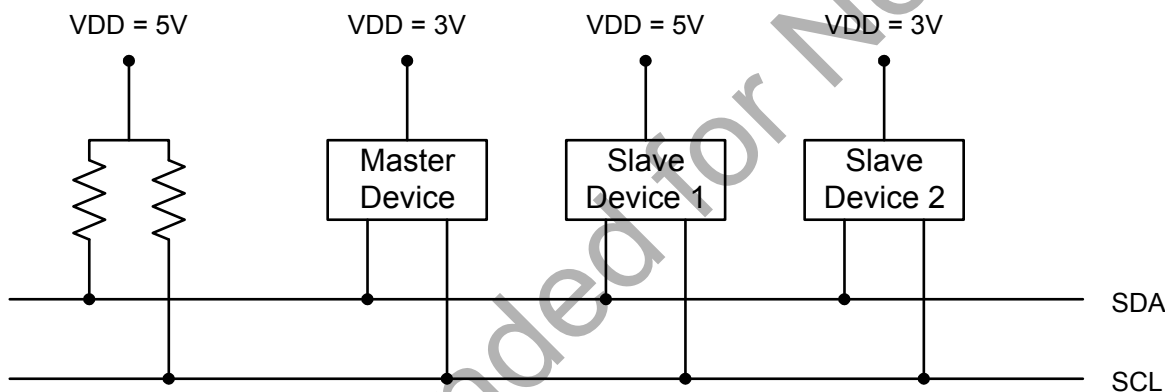 VDD = 5V VDD = 3V VDD = 5V VDD = 3V
Master Device
Slave Device 1
Slave Device 2
SDA
SCL